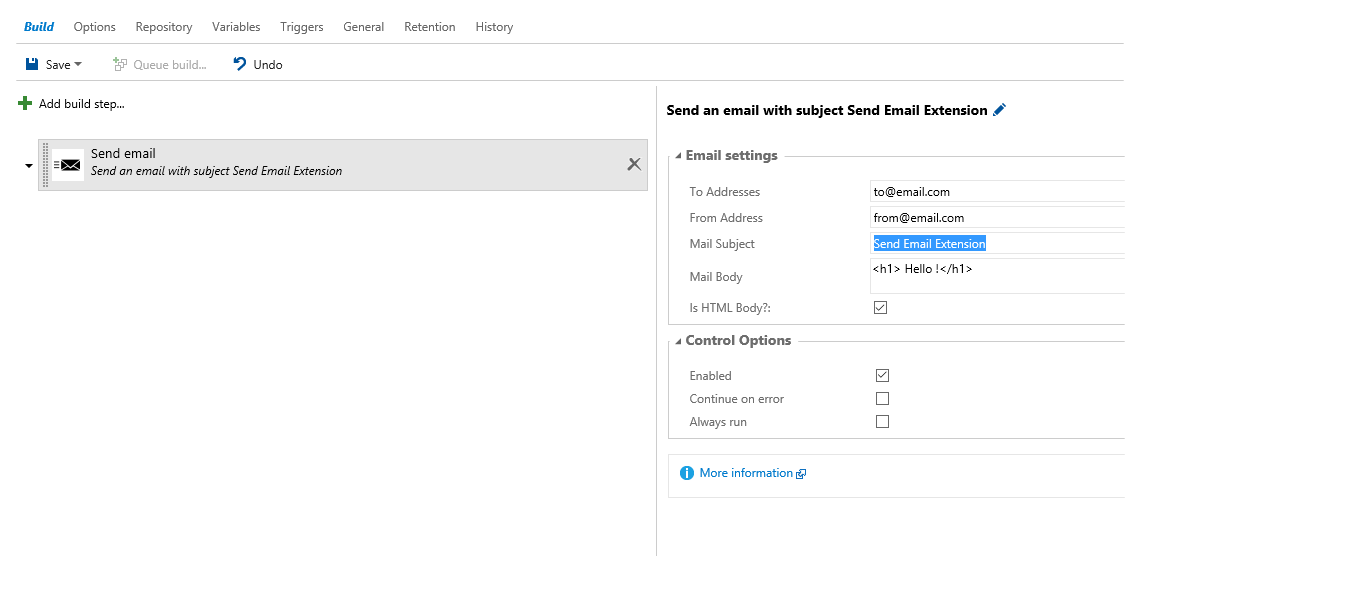 Build Options Repository Variables Triggers General Retention History
Save Queue build... Undo
Add build step...
Send email
Send an email with subject Send Email Extension
Send an email with subject Send Email Extension
Email settings
To Addresses to@email.com
From Address from@email.com
Mail Subject Send Email Extension
Mail Body <h1> Hello !</h1>
Is HTML Body?:
Control Options
Enabled
Continue on error
Always run
More information